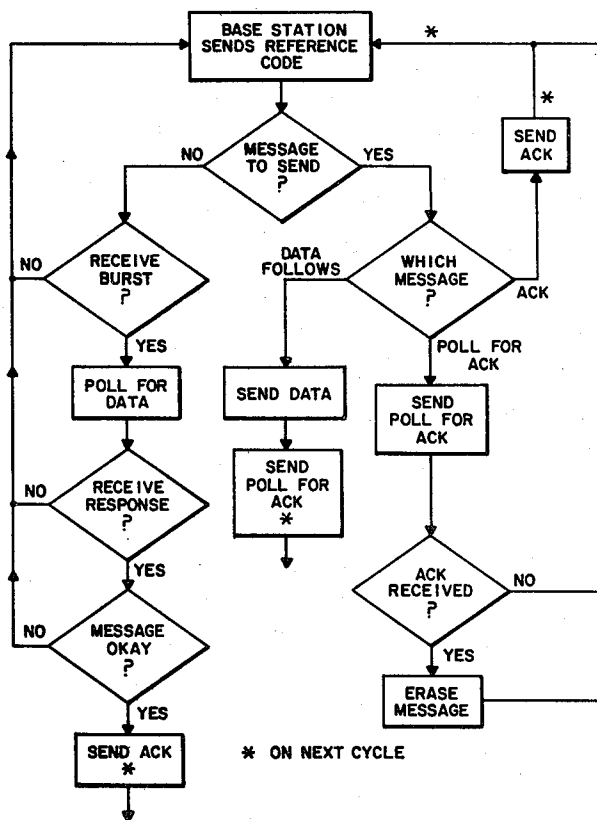 BASE STATION
SENDS REFERENCE
CODE
*
*
SEND
ACK
NO
MESSAGE
TO SEND
?
YES
NO
RECEIVE
BURST
?
YES
DATA
FOLLOWS
WHICH
MESSAGE
?
ACK
POLL FOR
ACK
POLL FOR
DATA
SEND DATA
SEND
POLL FOR
ACK
NO
RECEIVE
RESPONSE
?
YES
SEND
POLL FOR
ACK
*
ACK
RECEIVED
?
NO
YES
NO
MESSAGE
OKAY
?
YES
ERASE
MESSAGE
SEND ACK
*
* ON NEXT CYCLE